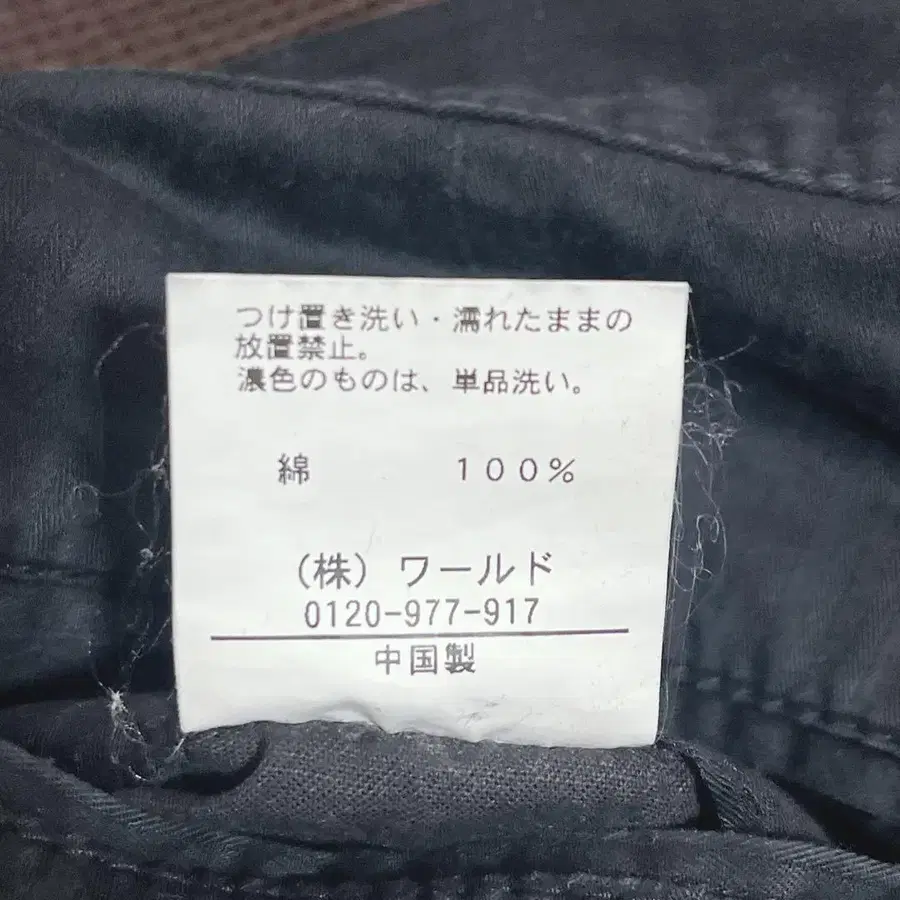 つけ置き洗い・濡れたままの
放置禁止。
濃色のものは、単品洗い。
綿 100%
(株) ワールド
0120-977-917
中国製